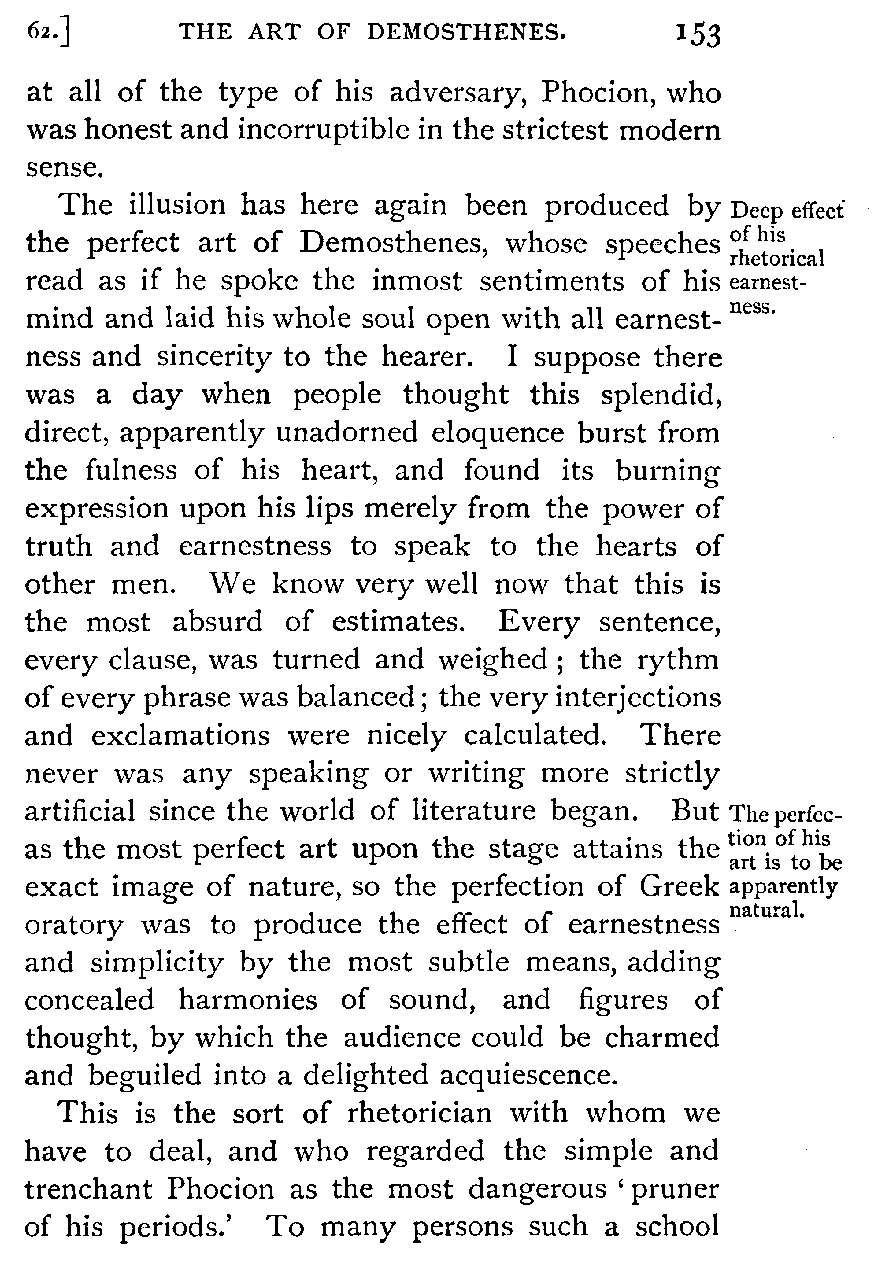 62.] THE ART OF DEMOSTHENES. 153
at all of the type of his adversary, Phocion, who
was honest and incorruptible in the strictest modern
sense.
The illusion has here again been produced by
the perfect art of Demosthenes, whose speeches
read as if he spoke the inmost sentiments of his
mind and laid his whole soul open with all earnest-
ness and sincerity to the hearer. I suppose there
was a day when people thought this splendid,
direct, apparently unadorned eloquence burst from
the fulness of his heart, and found its burning
expression upon his lips merely from the power of
truth and earnestness to speak to the hearts of
other men. We know very well now that this is
the most absurd of estimates. Every sentence,
every clause, was turned and weighed ; the rythm
of every phrase was balanced ; the very interjections
and exclamations were nicely calculated. There
never was any speaking or writing more strictly
artificial since the world of literature began. But
as the most perfect art upon the stage attains the
exact image of nature, so the perfection of Greek
oratory was to produce the effect of earnestness
and simplicity by the most subtle means, adding
concealed harmonies of sound, and figures of
thought, by which the audience could be charmed
and beguiled into a delighted acquiescence.
This is the sort of rhetorician with whom we
have to deal, and who regarded the simple and
trenchant Phocion as the most dangerous ‘ pruner
of his periods.’ To many persons such a school
Deep effect
of his
rhetorical
earnest-
ness.
The perfec-
tion of his
art is to be
apparently
natural.